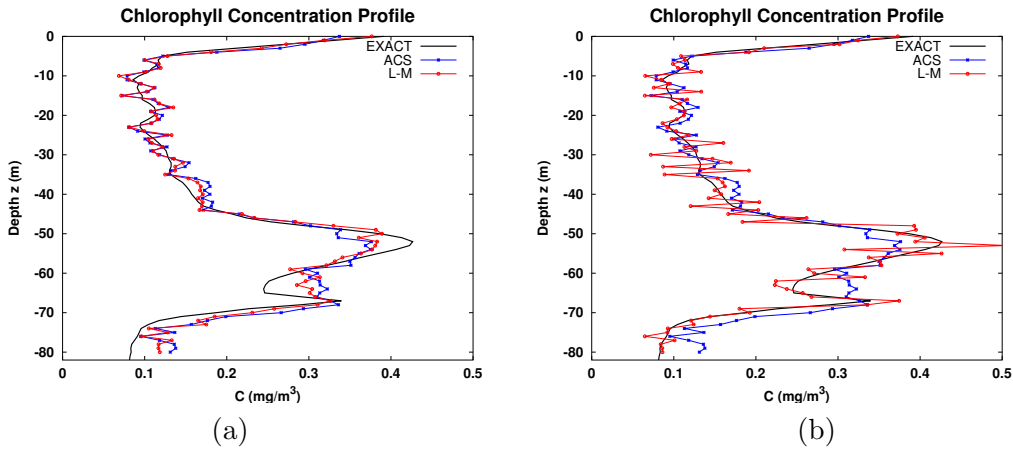 Chlorophyll Concentration Profile
0
-10
-20
-30
-40
-50
-60
-70
-80
Depth z (m)
EXACT
ACS
L-M
0 0.1 0.2 0.3 0.4 0.5
C (mg/m³)
(a)
Chlorophyll Concentration Profile
0
-10
-20
-30
-40
-50
-60
-70
-80
Depth z (m)
EXACT
ACS
L-M
0 0.1 0.2 0.3 0.4 0.5
C (mg/m³)
(b)